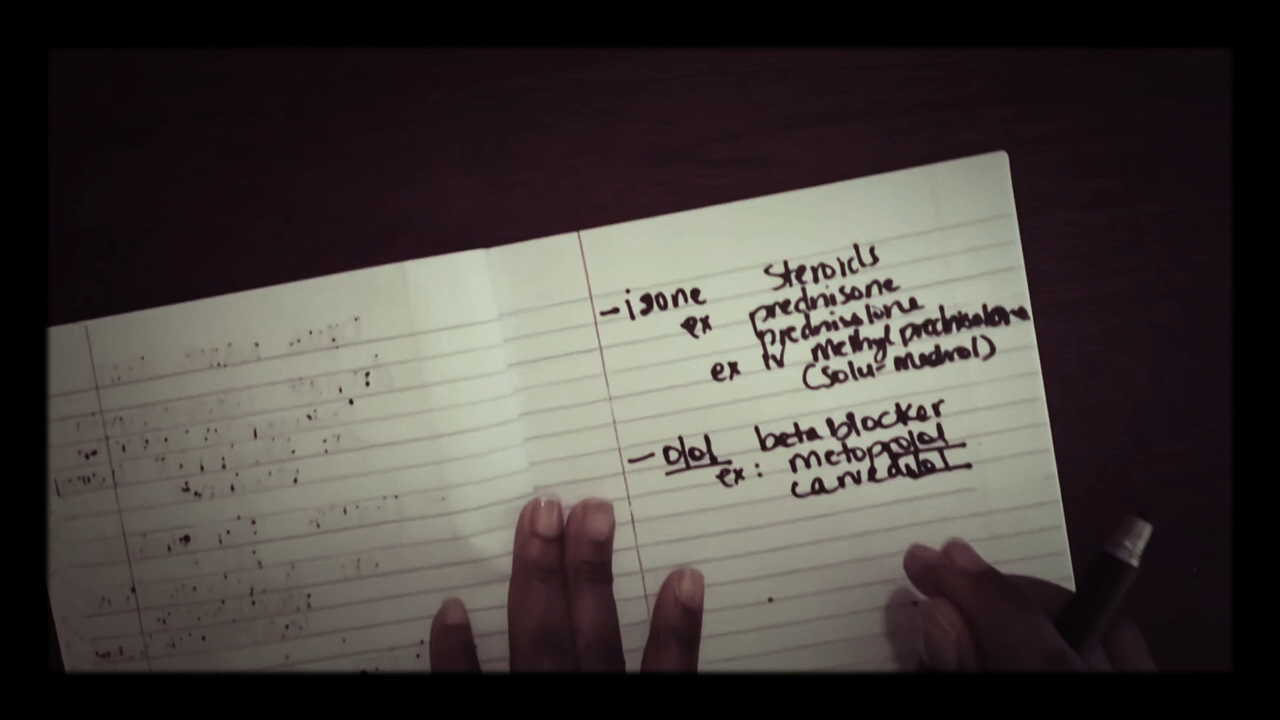 -isone Steroids
ex prednisone
prednisolone
ex IV Methyl prednisolone
(Solu-medrol)
-olol beta blocker
ex: metoprolol
carvedilol